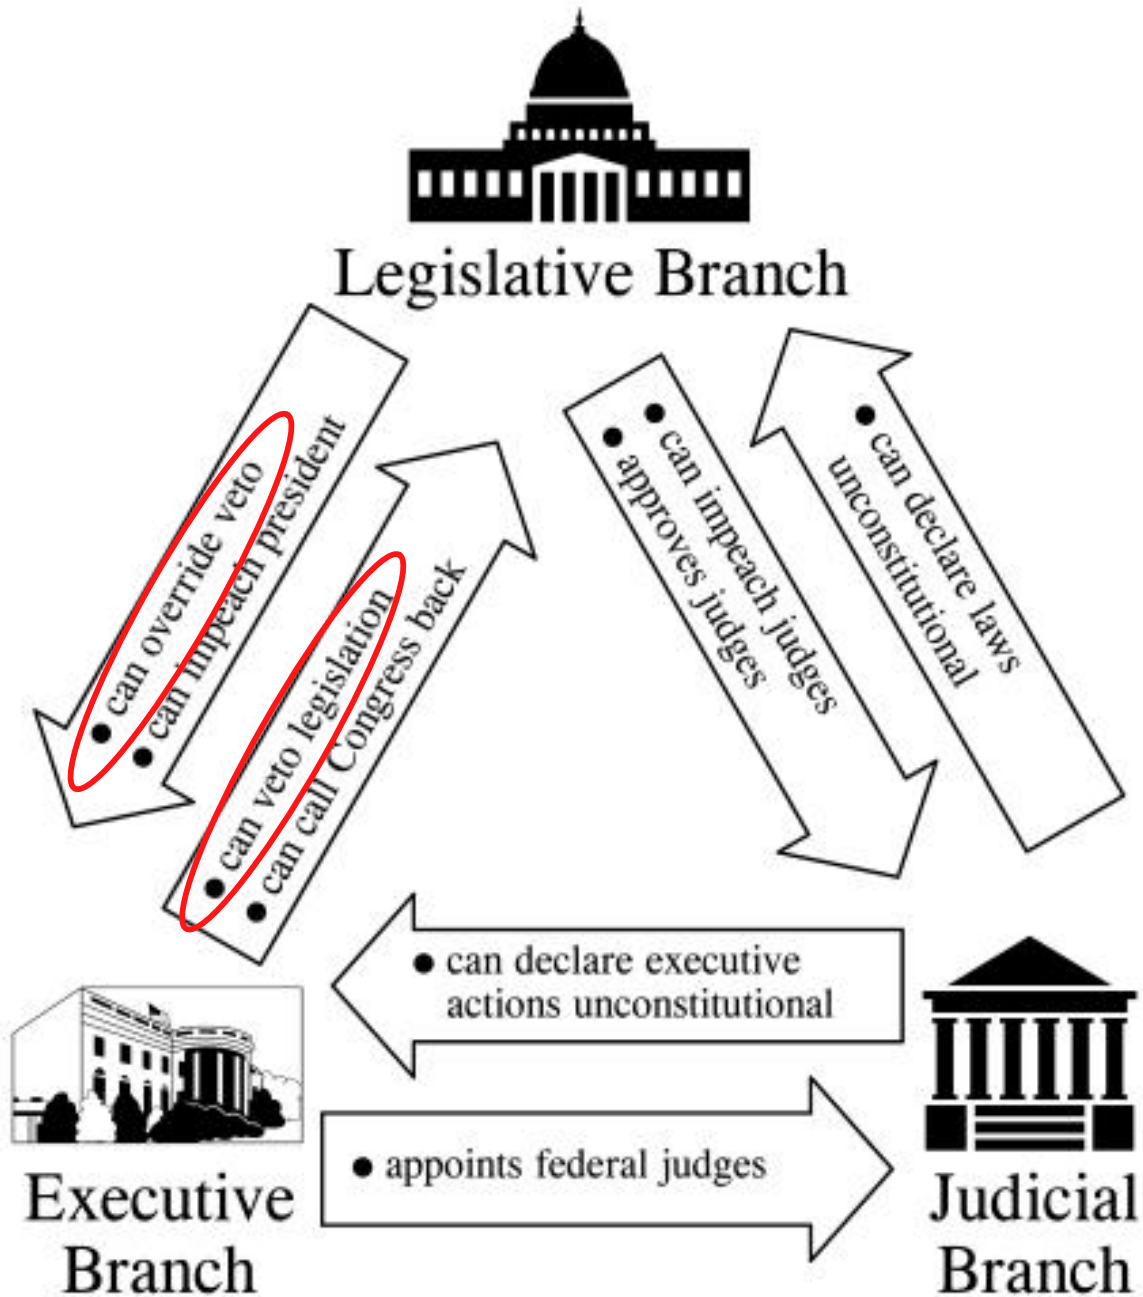 Legislative Branch
● can override veto
● can impeach president
● can veto legislation
● can call Congress back
● can impeach judges
● approves judges
● can declare laws
unconstitutional
● can declare executive
actions unconstitutional
● appoints federal judges
Executive
Branch
Judicial
Branch